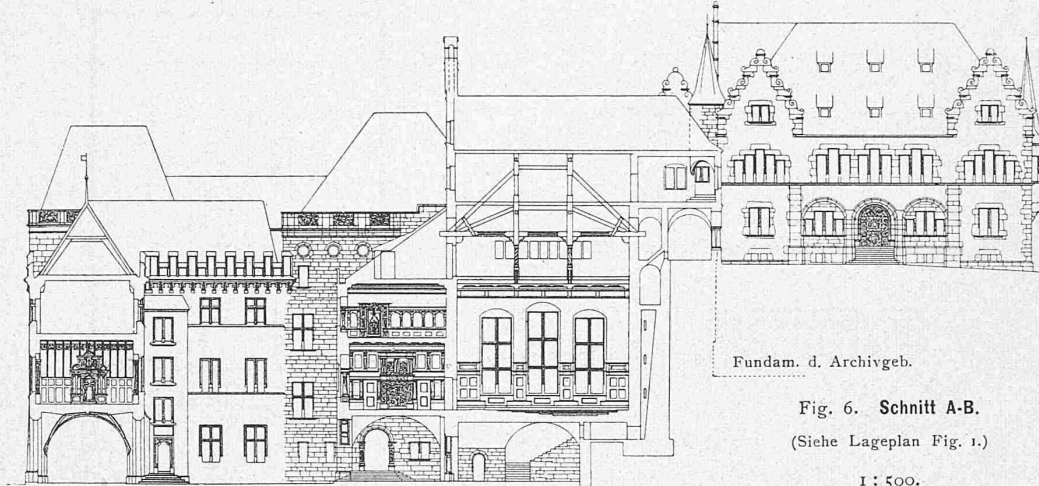 Fundam. d. Archivgeb.
Fig. 6. Schnitt A-B.
(Siehe Lageplan Fig. 1.)
1 : 500.